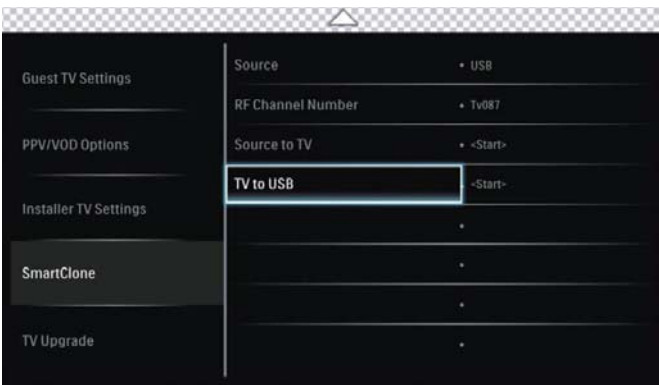 Guest TV Settings
PPV/VOD Options
Installer TV Settings
SmartClone
TV Upgrade
Source • USB
RF Channel Number • Tv087
Source to TV • <Start>
TV to USB • <Start>
•
•
•
•